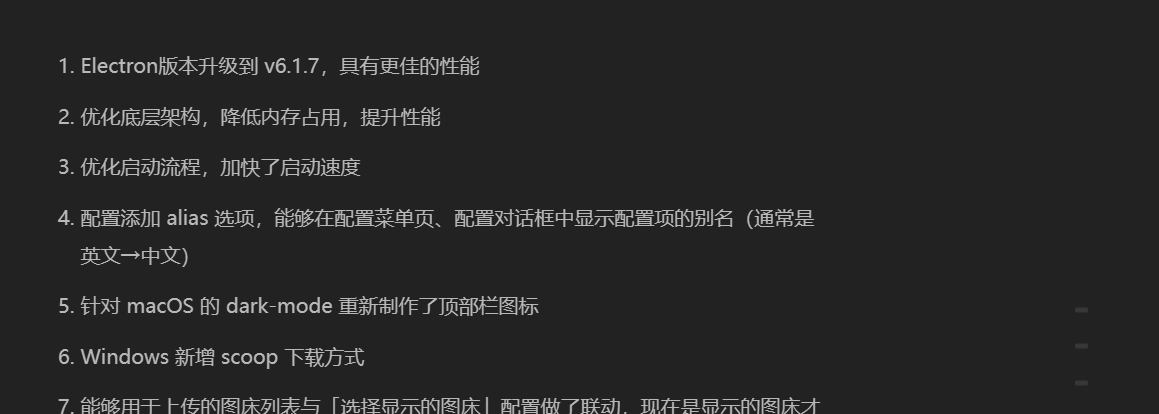 1. Electron版本升级到 v6.1.7，具有更佳的性能
2. 优化底层架构，降低内存占用，提升性能
3. 优化启动流程，加快了启动速度
4. 配置添加 alias 选项，能够在配置菜单页、配置对话框中显示配置项的别名（通常是
英文→中文）
5. 针对 macOS 的 dark-mode 重新制作了顶部栏图标
6. Windows 新增 scoop 下载方式
7. 能够用于上传的图床列表与「选择显示的图床」配置做了联动，现在是显示的图床才